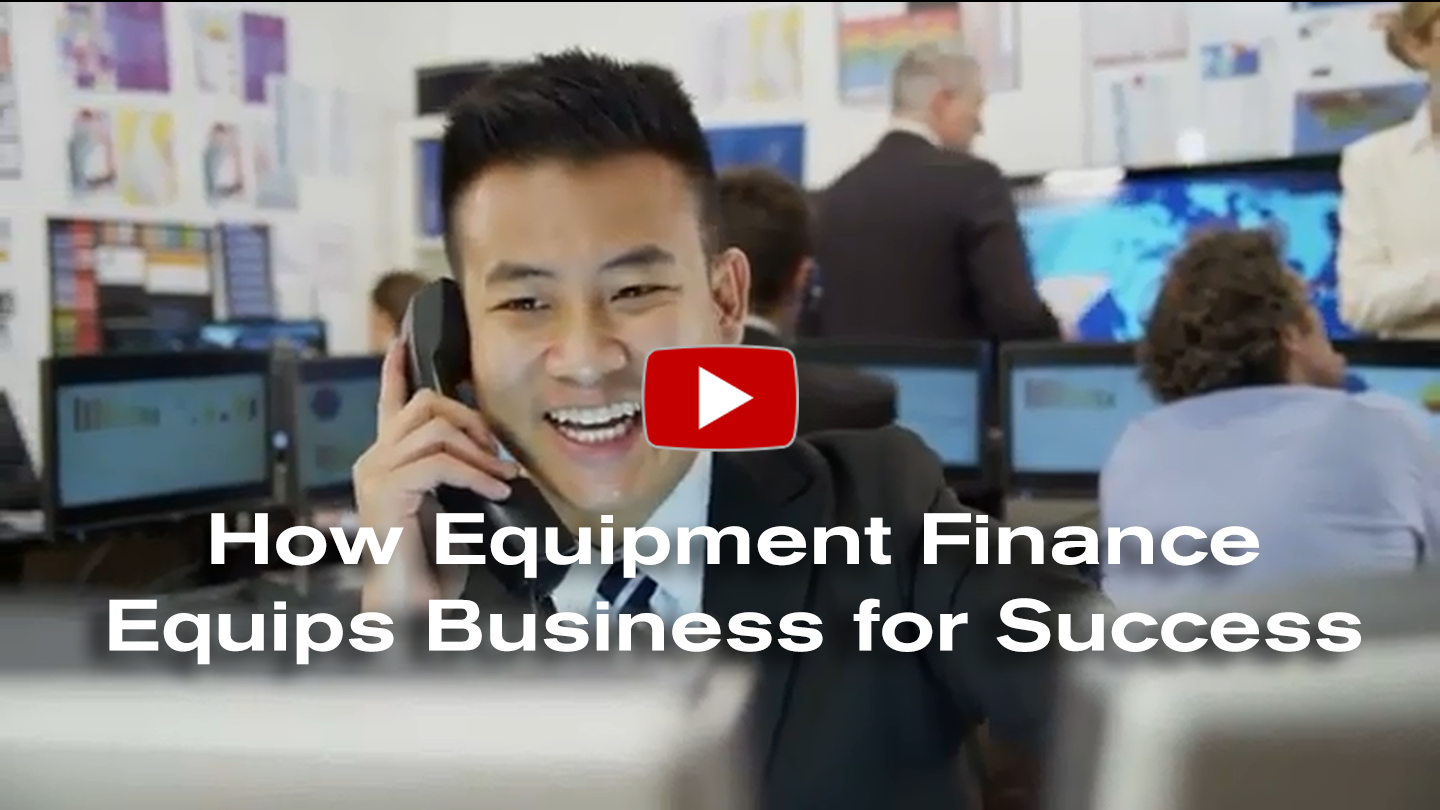 How Equipment Finance
Equips Business for Success